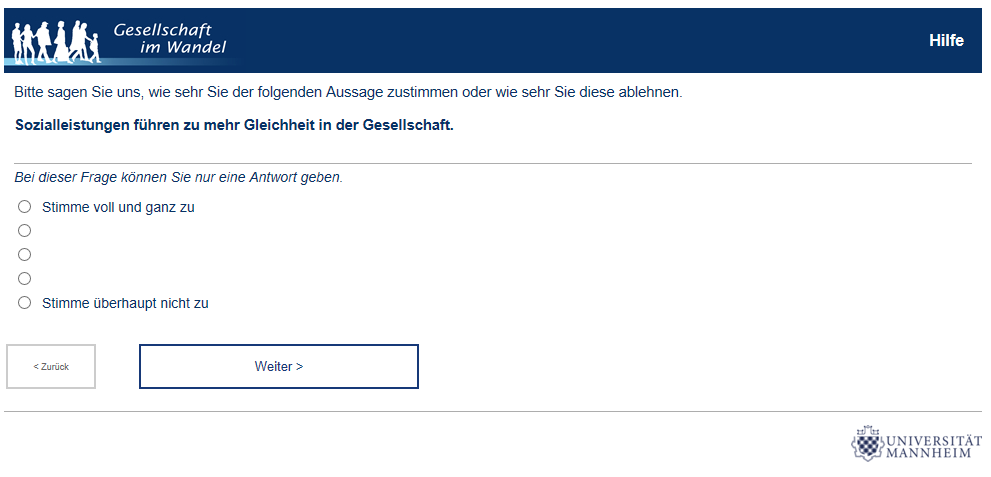 Gesellschaft
im Wandel
Hilfe
Bitte sagen Sie uns, wie sehr Sie der folgenden Aussage zustimmen oder wie sehr Sie diese ablehnen.
Sozialleistungen führen zu mehr Gleichheit in der Gesellschaft.
Bei dieser Frage können Sie nur eine Antwort geben.
Stimme voll und ganz zu
Stimme überhaupt nicht zu
< Zurück
Weiter >
UNIVERSITÄT
MANNHEIM